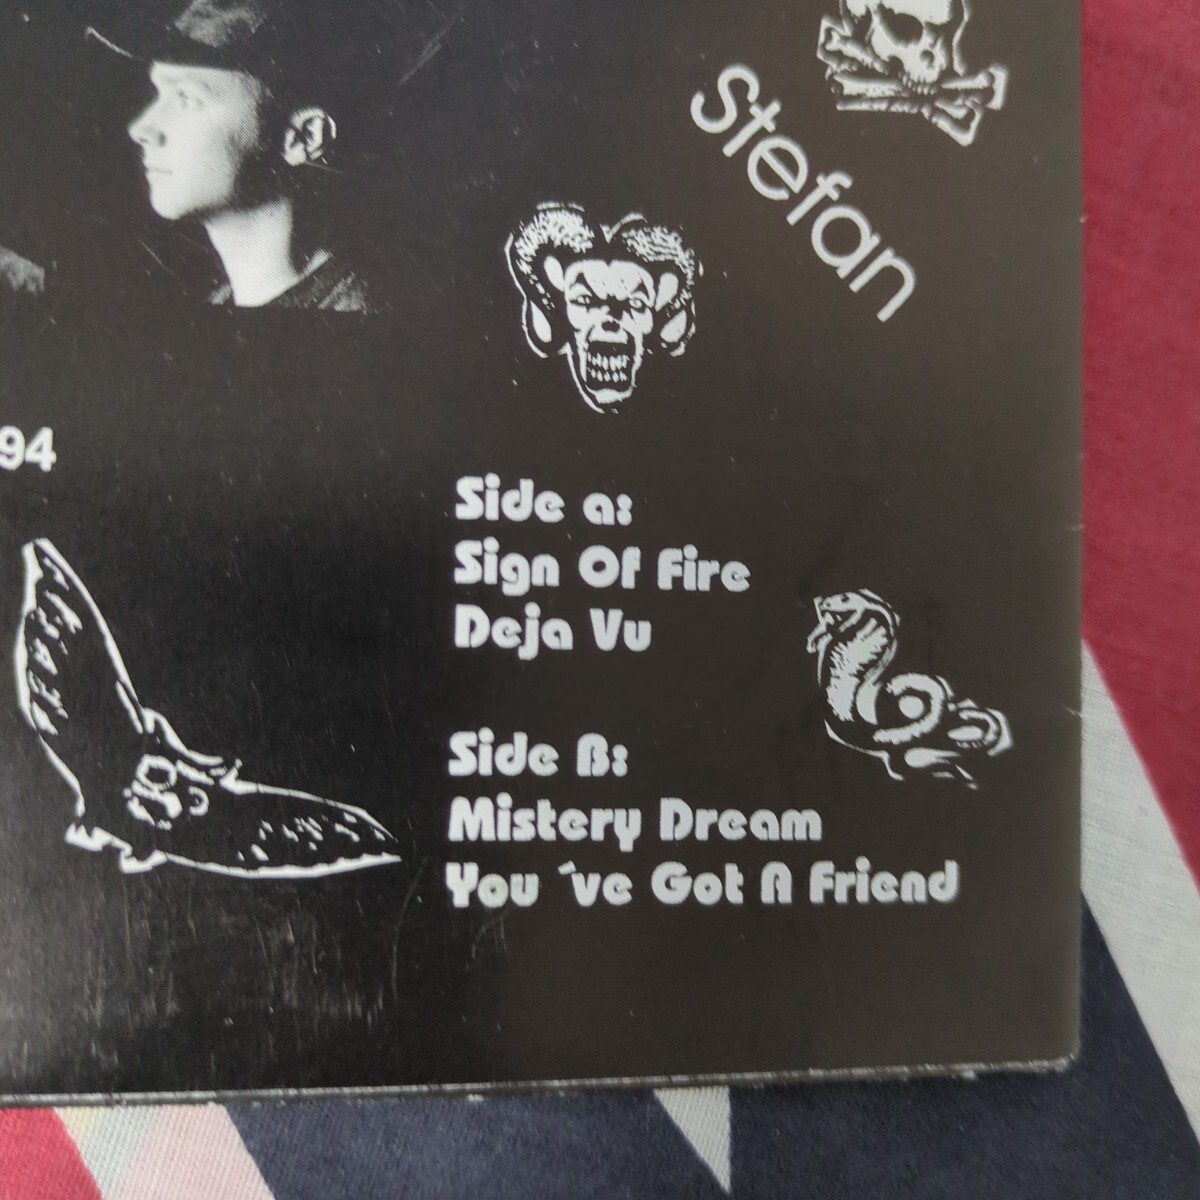 Stefan
94
Side a:
Sign Of Fire
Deja Vu
Side B:
Mistery Dream
You ´ve Got A Friend